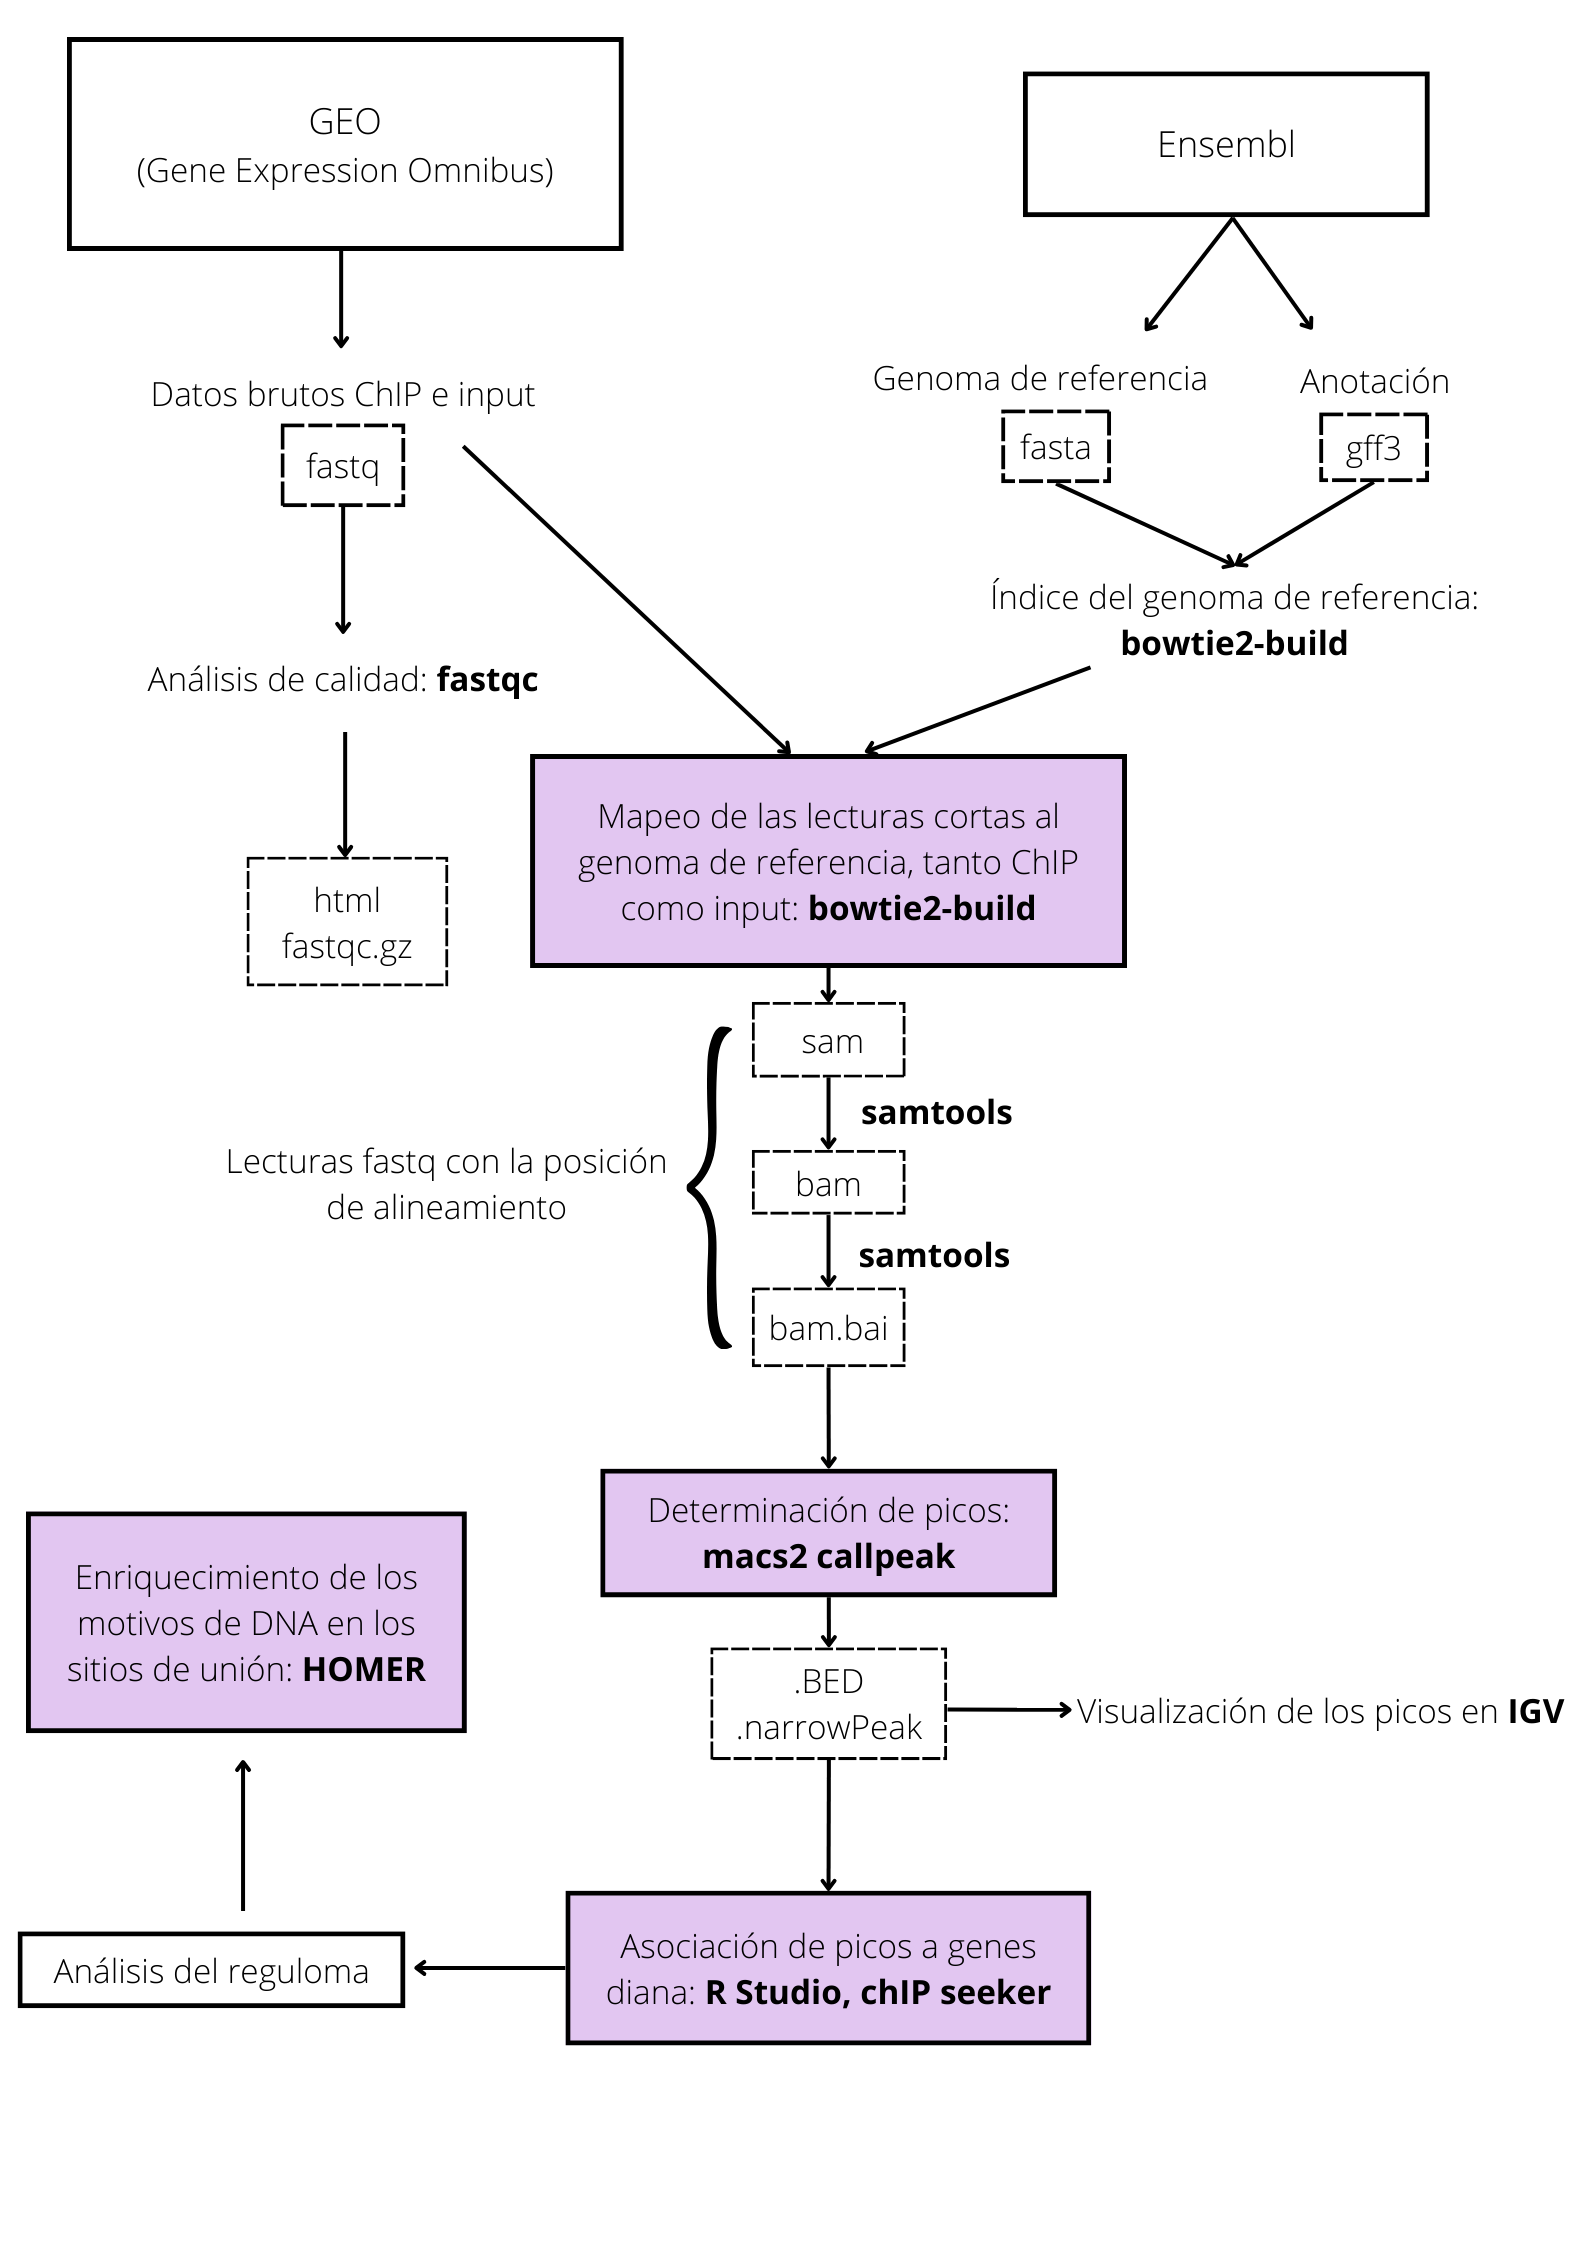 GEO
(Gene Expression Omnibus)
Ensembl
Datos brutos ChIP e input
fastq
Genoma de referencia
fasta
Anotación
gff3
Índice del genoma de referencia:
bowtie2-build
Análisis de calidad: fastqc
html
fastqc.gz
Mapeo de las lecturas cortas al
genoma de referencia, tanto ChIP
como input: bowtie2-build
sam
samtools
Lecturas fastq con la posición
de alineamiento
bam
samtools
bam.bai
Determinación de picos:
macs2 callpeak
.BED
.narrowPeak
Visualización de los picos en IGV
Asociación de picos a genes
diana: R Studio, chIP seeker
Análisis del reguloma
Enriquecimiento de los
motivos de DNA en los
sitios de unión: HOMER